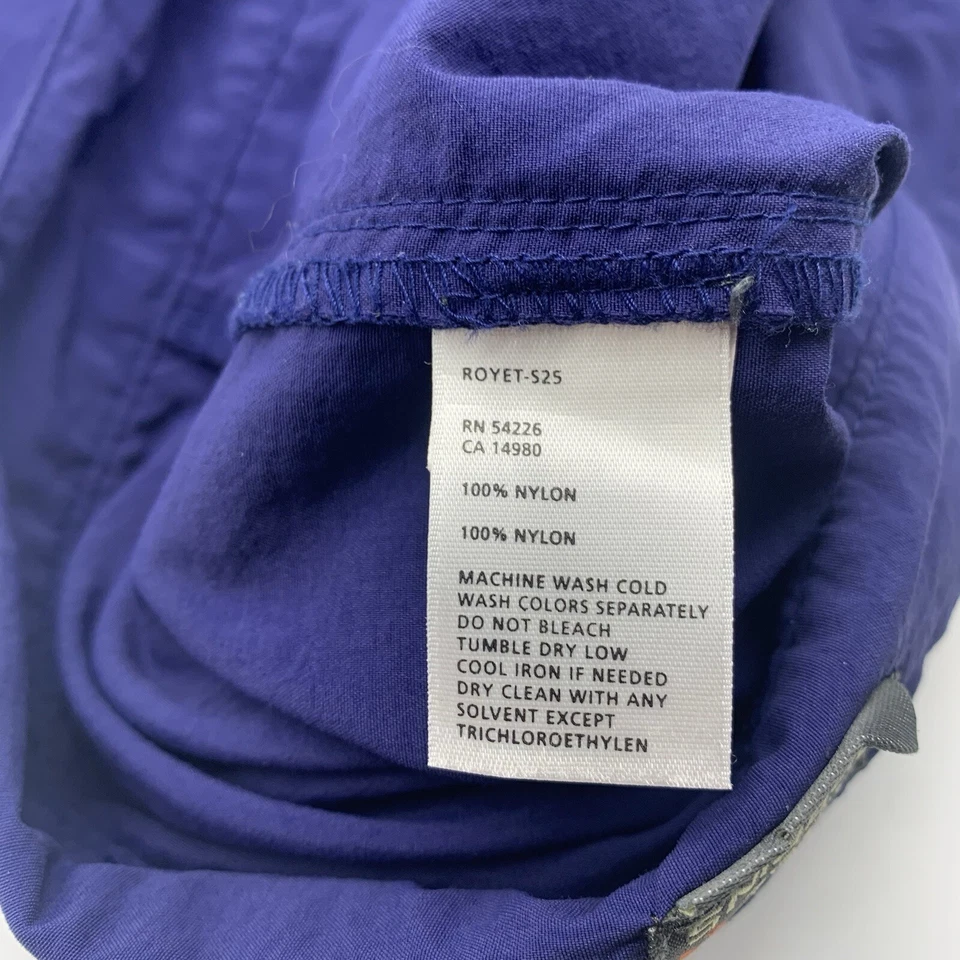 ROYET-S25
RN 54226
CA 14980
100% NYLON
100% NYLON
MACHINE WASH COLD
WASH COLORS SEPARATELY
DO NOT BLEACH
TUMBLE DRY LOW
COOL IRON IF NEEDED
DRY CLEAN WITH ANY
SOLVENT EXCEPT
TRICHLOROETHYLEN